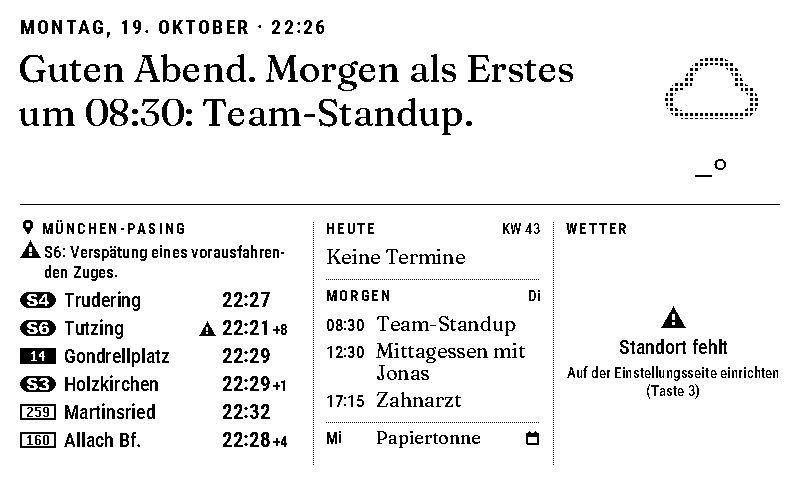 MONTAG, 19. OKTOBER · 22:26
Guten Abend. Morgen als Erstes
um 08:30: Team-Standup.
_°
MÜNCHEN-PASING
S6: Verspätung eines vorausfahren-
den Zuges.
S4 Trudering 22:27
S6 Tutzing 22:21 +8
14 Gondrellplatz 22:29
S3 Holzkirchen 22:29 +1
259 Martinsried 22:32
160 Allach Bf. 22:28 +4
HEUTE KW 43
Keine Termine
MORGEN Di
08:30 Team-Standup
12:30 Mittagessen mit
Jonas
17:15 Zahnarzt
Mi Papiertonne
WETTER
Standort fehlt
Auf der Einstellungsseite einrichten
(Taste 3)